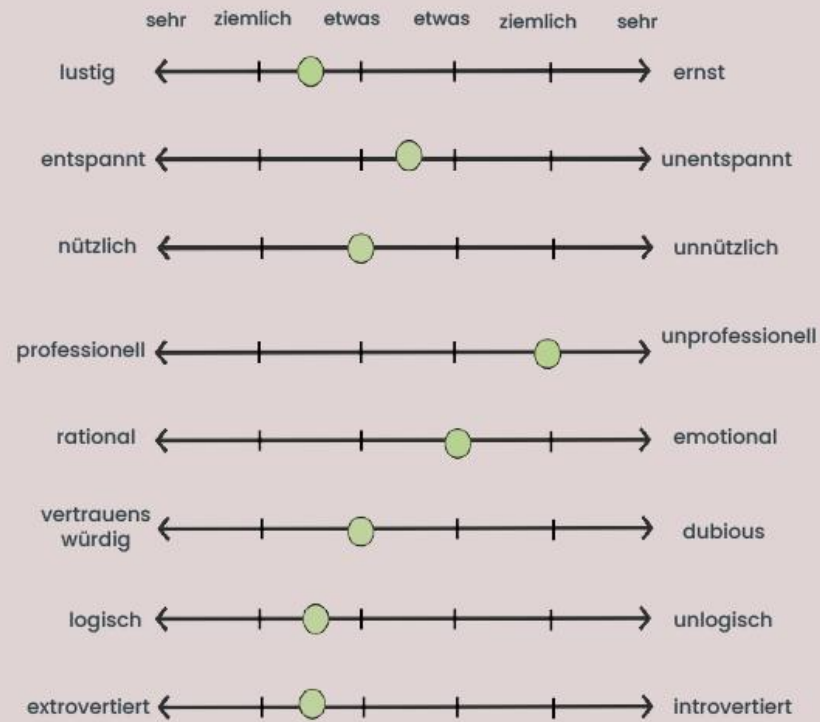 sehr ziemlich etwas etwas ziemlich sehr
lustig ernst
entspannt unentspannt
nützlich unnützlich
professionell unprofessionell
rational emotional
vertrauens
würdig dubious
logisch unlogisch
extrovertiert introvertiert